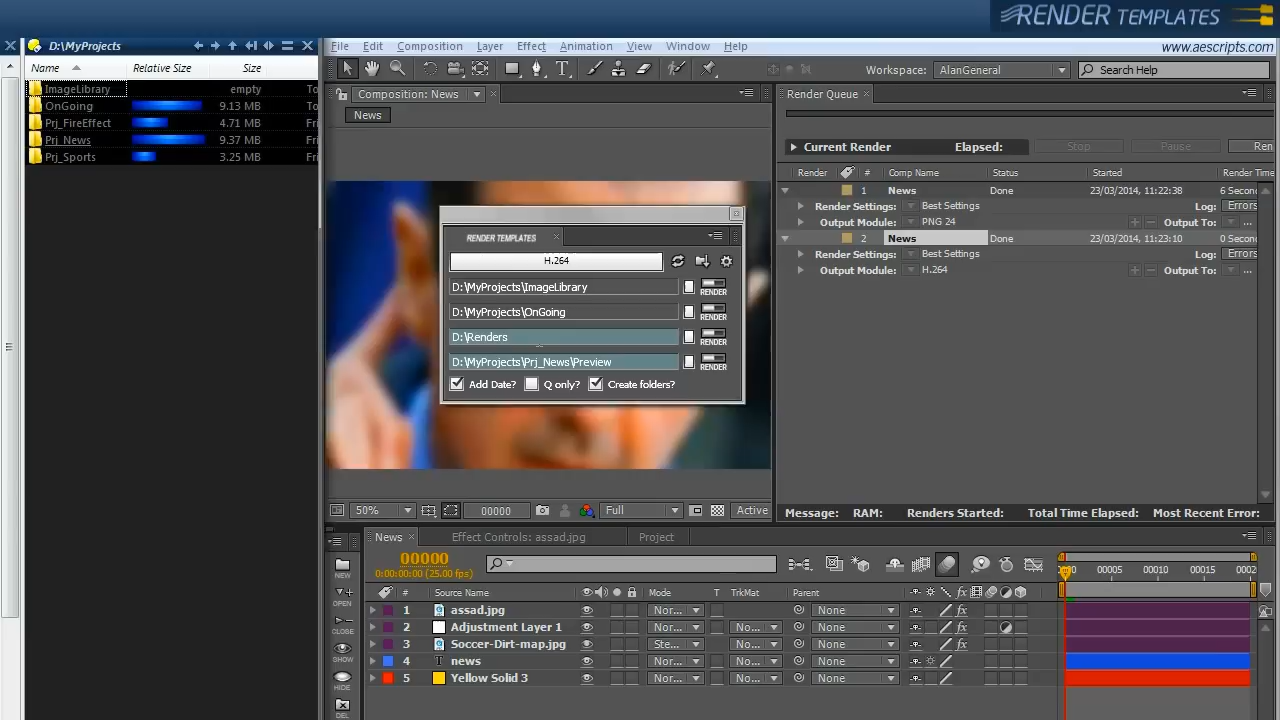 RENDER TEMPLATES
www.aescripts.com
D:\MyProjects
Name Relative Size Size
ImageLibrary empty To
OnGoing 9.13 MB To
Prj_FireEffect 4.71 MB Fri
Prj_News 9.37 MB Fri
Prj_Sports 3.25 MB Fri
File Edit Composition Layer Effect Animation View Window Help
Workspace: AlanGeneral Search Help
Composition: News
News
RENDER TEMPLATES
H.264
D:\MyProjects\ImageLibrary RENDER
D:\MyProjects\OnGoing RENDER
D:\Renders RENDER
D:\MyProjects\Prj_News\Preview RENDER
Add Date? Q only? Create folders?
50% 00000 Full Active
Render Queue
Current Render Elapsed: Stop Pause Ren
Render # Comp Name Status Started Render Time
1 News Done 23/03/2014, 11:22:38 6 Second
Render Settings: Best Settings Log: Errors
Output Module: PNG 24 Output To:
2 News Done 23/03/2014, 11:23:10 0 Second
Render Settings: Best Settings Log: Errors
Output Module: H.264 Output To:
Message: RAM: Renders Started: Total Time Elapsed: Most Recent Error:
News Effect Controls: assad.jpg Project
00000
0:00:00:00 (25.00 fps)
00005 00010 00015 0002
# Source Name Mode T TrkMat Parent
1 assad.jpg Nor... None
2 Adjustment Layer 1 Nor... No... None
3 Soccer-Dirt-map.jpg Ste... No... None
4 T news Nor... No... None
5 Yellow Solid 3 Nor... No... None
NEW
OPEN
CLOSE
SHOW
HIDE
DEL